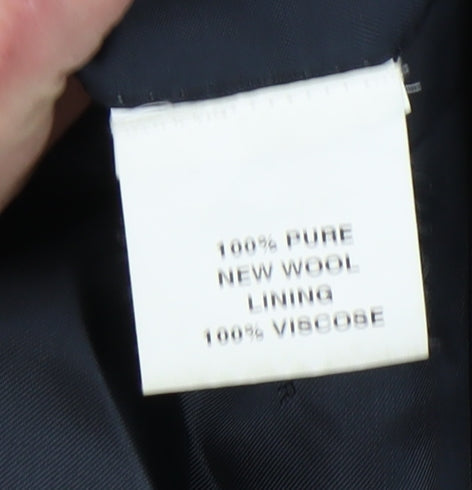 100% PURE
NEW WOOL
LINING
100% VISCOSE